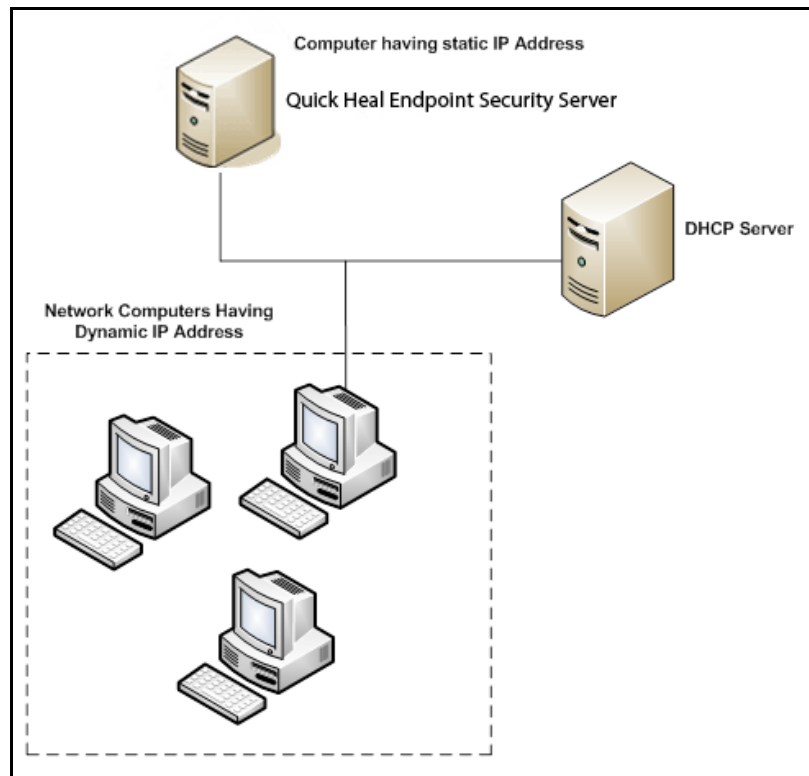 Computer having static IP Address
Quick Heal Endpoint Security Server
DHCP Server
Network Computers Having
Dynamic IP Address